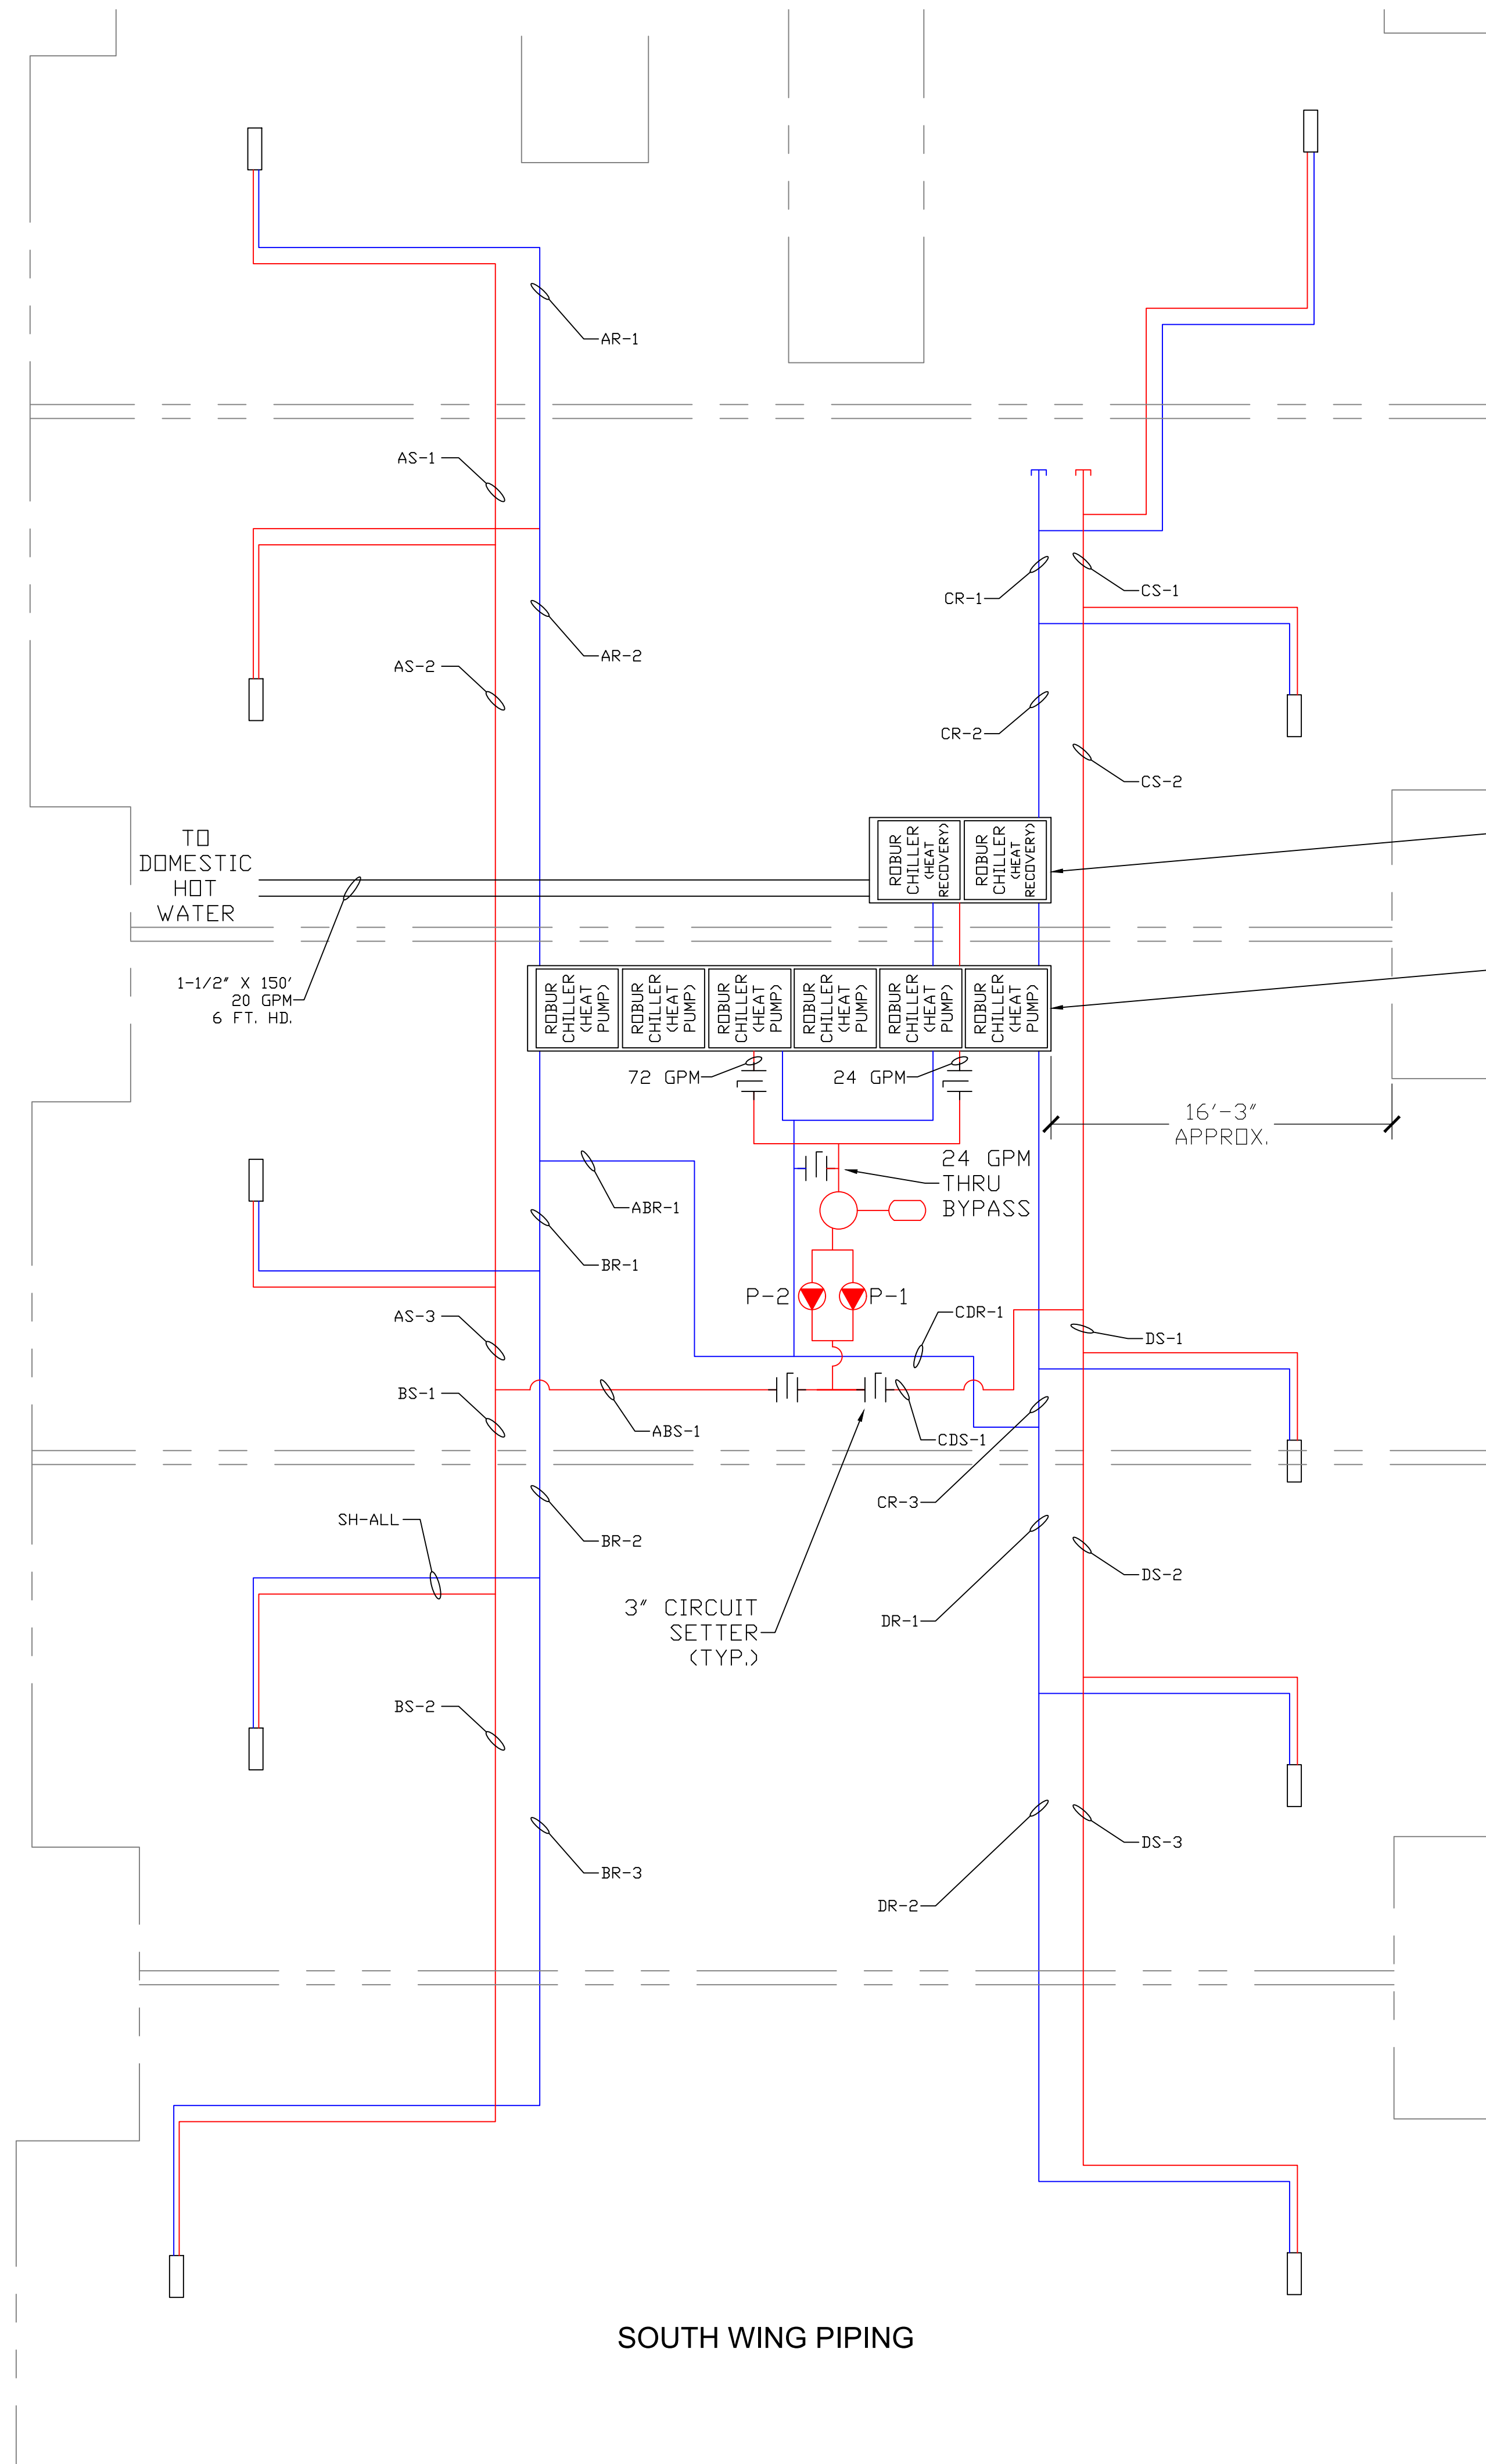 AR-1
AS-1
CR-1
CS-1
AR-2
AS-2
CR-2
CS-2
TO
DOMESTIC
HOT
WATER
ROBUR
CHILLER
(HEAT
RECOVERY)
ROBUR
CHILLER
(HEAT
RECOVERY)
1-1/2" X 150'
20 GPM
6 FT. HD.
ROBUR
CHILLER
(HEAT
PUMP)
ROBUR
CHILLER
(HEAT
PUMP)
ROBUR
CHILLER
(HEAT
PUMP)
ROBUR
CHILLER
(HEAT
PUMP)
ROBUR
CHILLER
(HEAT
PUMP)
ROBUR
CHILLER
(HEAT
PUMP)
72 GPM
24 GPM
16'-3"
APPROX.
24 GPM
THRU
BYPASS
ABR-1
BR-1
P-2
P-1
AS-3
CDR-1
DS-1
BS-1
ABS-1
CDS-1
CR-3
SH-ALL
BR-2
DS-2
3" CIRCUIT
SETTER
(TYP.)
DR-1
BS-2
DS-3
BR-3
DR-2
SOUTH WING PIPING